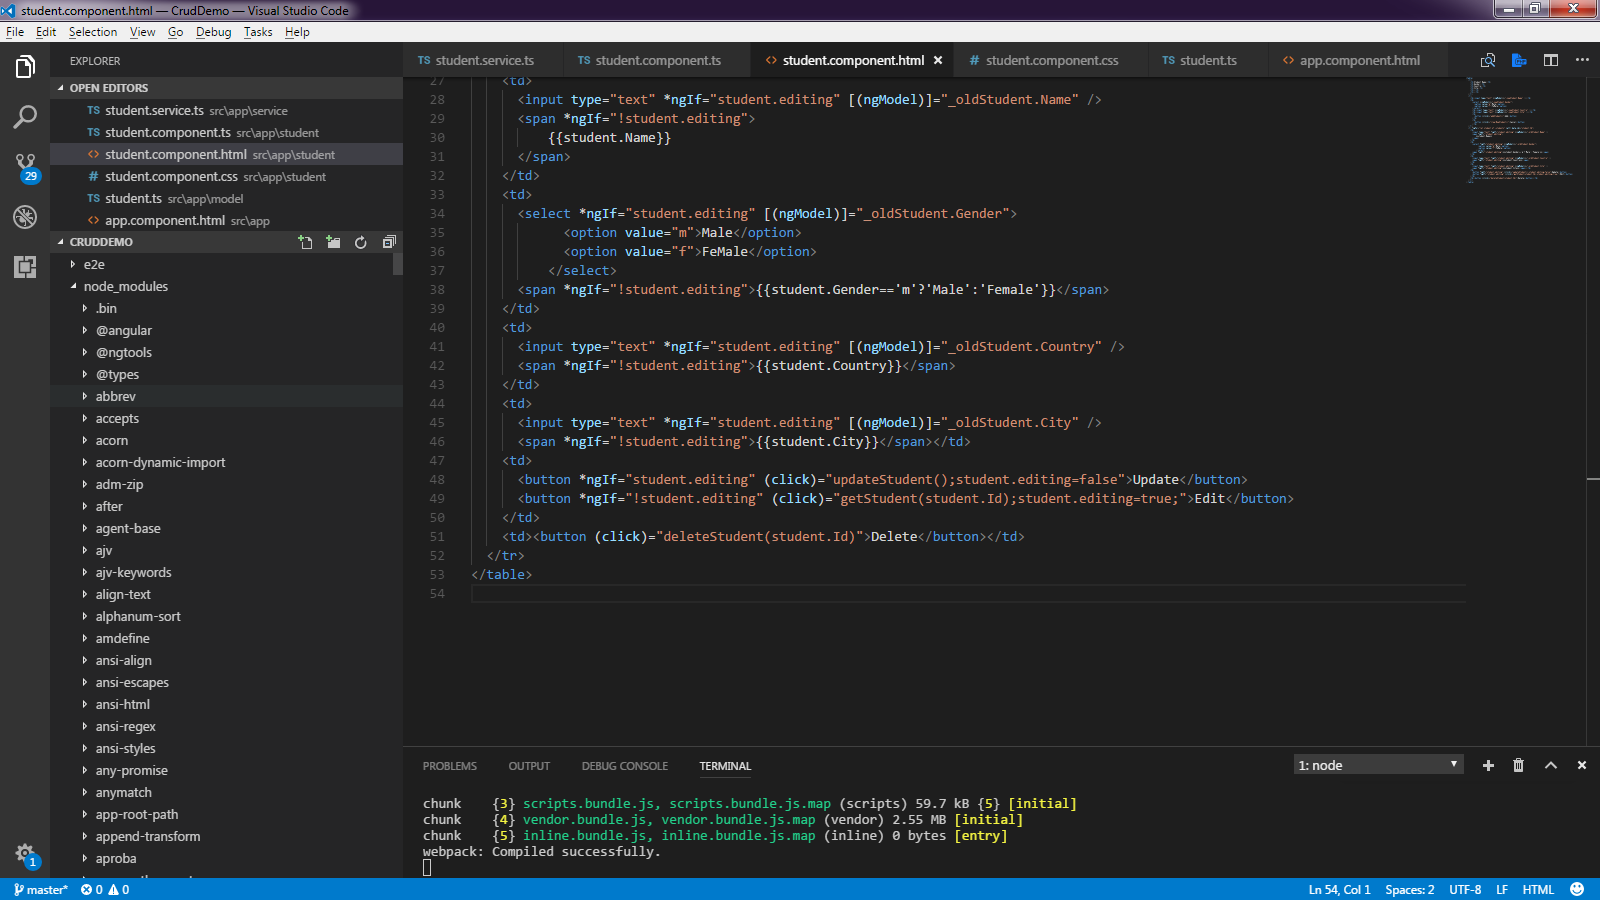 student.component.html — CrudDemo — Visual Studio Code
File Edit Selection View Go Debug Tasks Help
EXPLORER
OPEN EDITORS
TS student.service.ts src\app\service
TS student.component.ts src\app\student
<> student.component.html src\app\student
# student.component.css src\app\student
TS student.ts src\app\model
<> app.component.html src\app
29
CRUDDEMO
e2e
node_modules
.bin
@angular
@ngtools
@types
abbrev
accepts
acorn
acorn-dynamic-import
adm-zip
after
agent-base
ajv
ajv-keywords
align-text
alphanum-sort
amdefine
ansi-align
ansi-escapes
ansi-html
ansi-regex
ansi-styles
any-promise
anymatch
app-root-path
append-transform
aproba
1
TS student.service.ts TS student.component.ts <> student.component.html # student.component.css TS student.ts <> app.component.html
27 <td>
28 <input type="text" *ngIf="student.editing" [(ngModel)]="_oldStudent.Name" />
29 <span *ngIf="!student.editing">
30 {{student.Name}}
31 </span>
32 </td>
33 <td>
34 <select *ngIf="student.editing" [(ngModel)]="_oldStudent.Gender">
35 <option value="m">Male</option>
36 <option value="f">FeMale</option>
37 </select>
38 <span *ngIf="!student.editing">{{student.Gender=='m'?'Male':'Female'}}</span>
39 </td>
40 <td>
41 <input type="text" *ngIf="student.editing" [(ngModel)]="_oldStudent.Country" />
42 <span *ngIf="!student.editing">{{student.Country}}</span>
43 </td>
44 <td>
45 <input type="text" *ngIf="student.editing" [(ngModel)]="_oldStudent.City" />
46 <span *ngIf="!student.editing">{{student.City}}</span></td>
47 <td>
48 <button *ngIf="student.editing" (click)="updateStudent();student.editing=false">Update</button>
49 <button *ngIf="!student.editing" (click)="getStudent(student.Id);student.editing=true;">Edit</button>
50 </td>
51 <td><button (click)="deleteStudent(student.Id)">Delete</button></td>
52 </tr>
53 </table>
54
PROBLEMS OUTPUT DEBUG CONSOLE TERMINAL 1: node
chunk {3} scripts.bundle.js, scripts.bundle.js.map (scripts) 59.7 kB {5} [initial]
chunk {4} vendor.bundle.js, vendor.bundle.js.map (vendor) 2.55 MB [initial]
chunk {5} inline.bundle.js, inline.bundle.js.map (inline) 0 bytes [entry]
webpack: Compiled successfully.
master* 0 0 Ln 54, Col 1 Spaces: 2 UTF-8 LF HTML